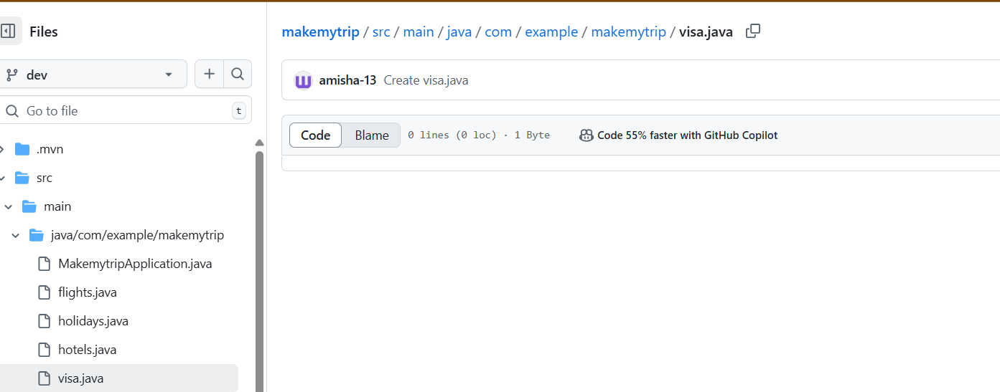 Files
dev
Go to file
t
.mvn
src
main
java/com/example/makemytrip
MakemytripApplication.java
flights.java
holidays.java
hotels.java
visa.java
makemytrip / src / main / java / com / example / makemytrip / visa.java
amisha-13 Create visa.java
Code Blame 0 lines (0 loc) · 1 Byte Code 55% faster with GitHub Copilot